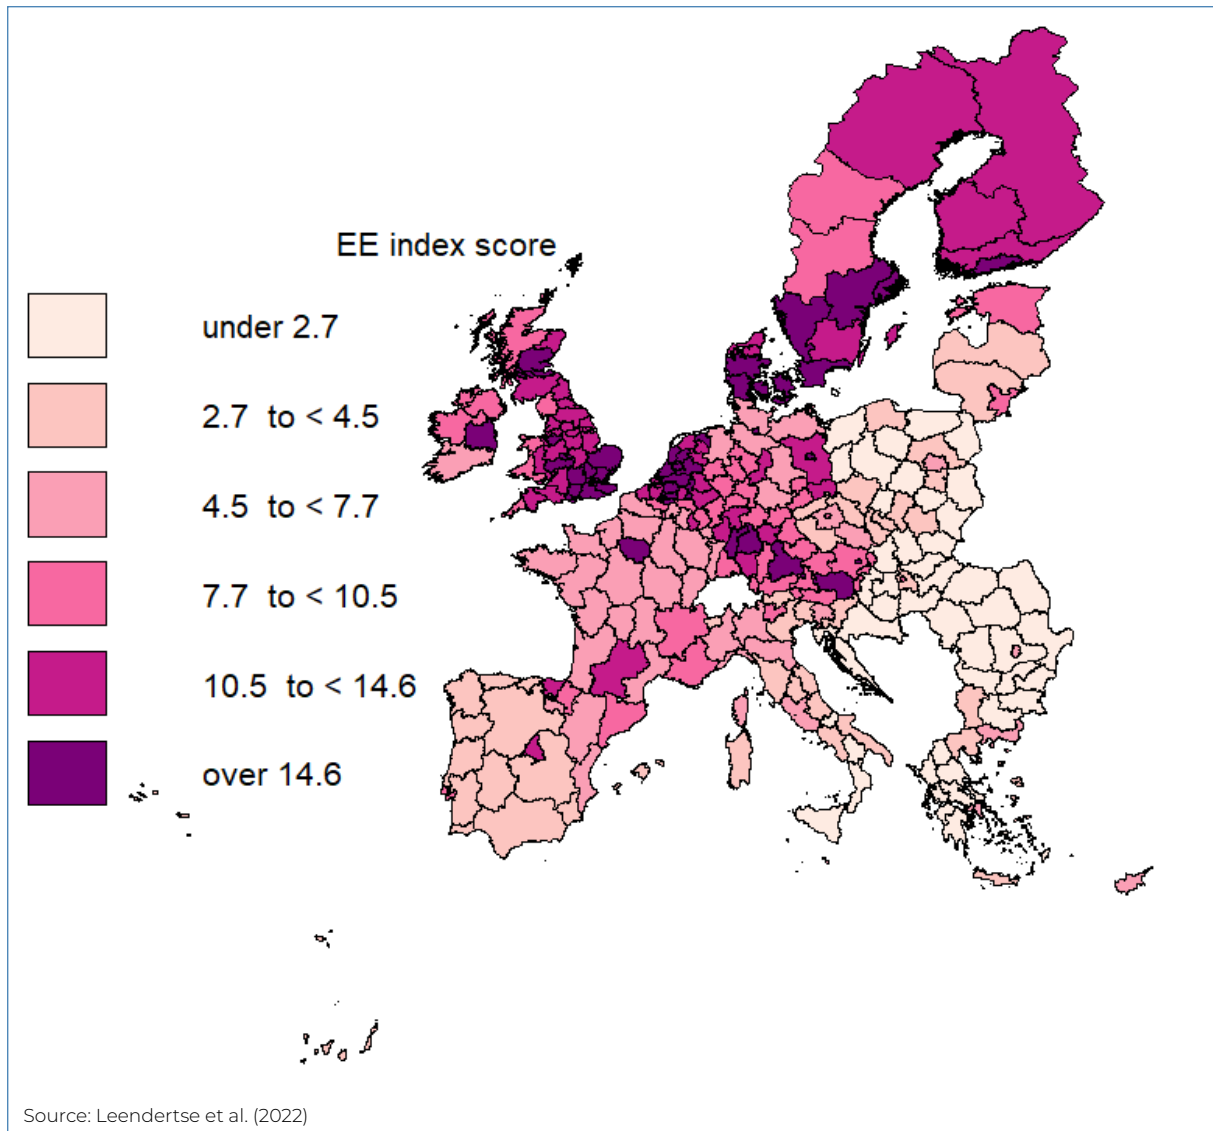 EE index score
under 2.7
2.7 to < 4.5
4.5 to < 7.7
7.7 to < 10.5
10.5 to < 14.6
over 14.6
Source: Leendertse et al. (2022)